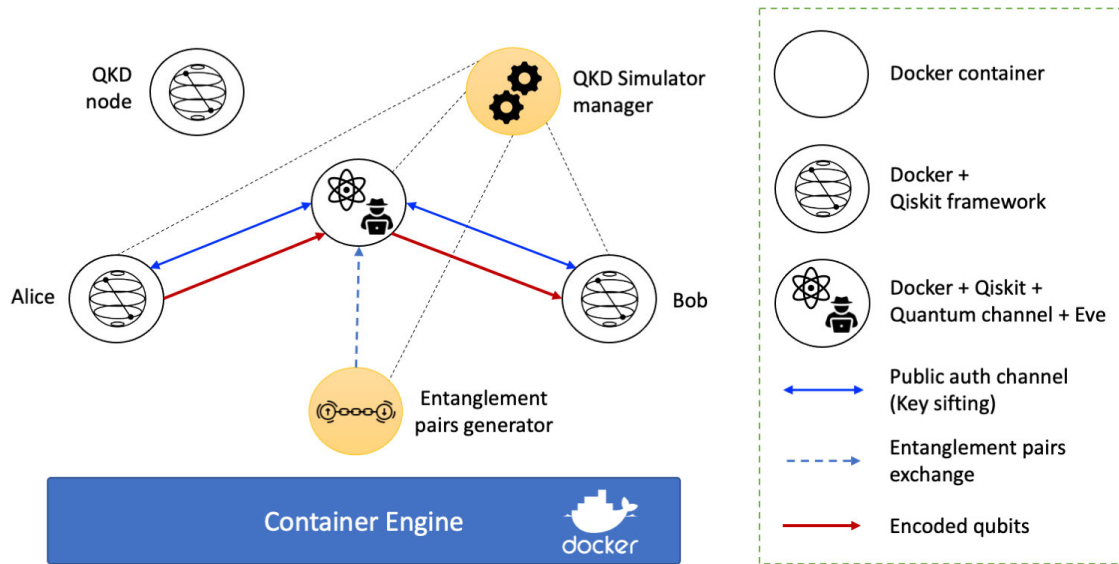 QKD
node
QKD Simulator
manager
Alice
Bob
Entanglement
pairs generator
Container Engine
docker
Docker container
Docker +
Qiskit framework
Docker + Qiskit +
Quantum channel + Eve
Public auth channel
(Key sifting)
Entanglement pairs
exchange
Encoded qubits